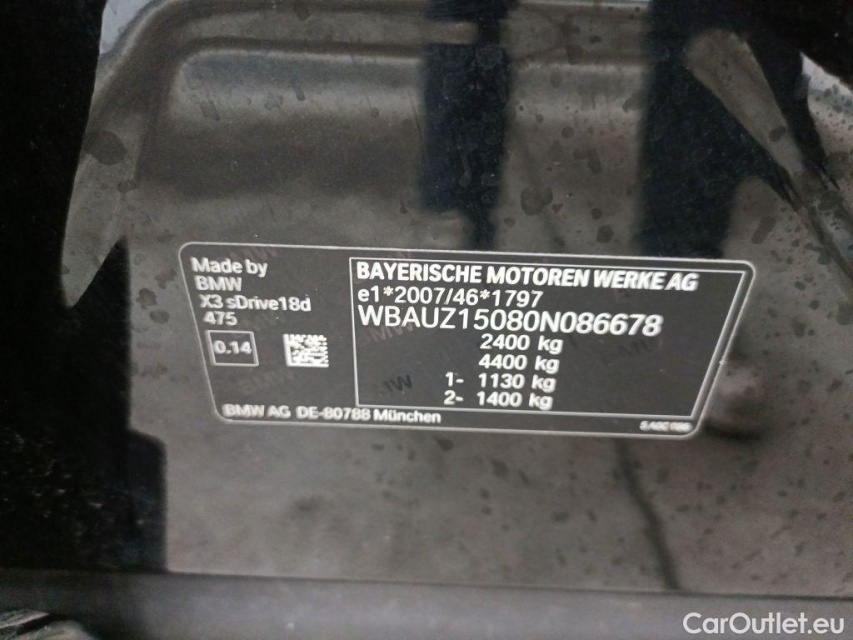 Made by
BMW
X3 sDrive18d
475
0.14
BAYERISCHE MOTOREN WERKE AG
e1*2007/46*1797
WBAUZ15080N086678
2400 kg
4400 kg
1- 1130 kg
2- 1400 kg
BMW AG DE-80788 München
CarOutlet.eu